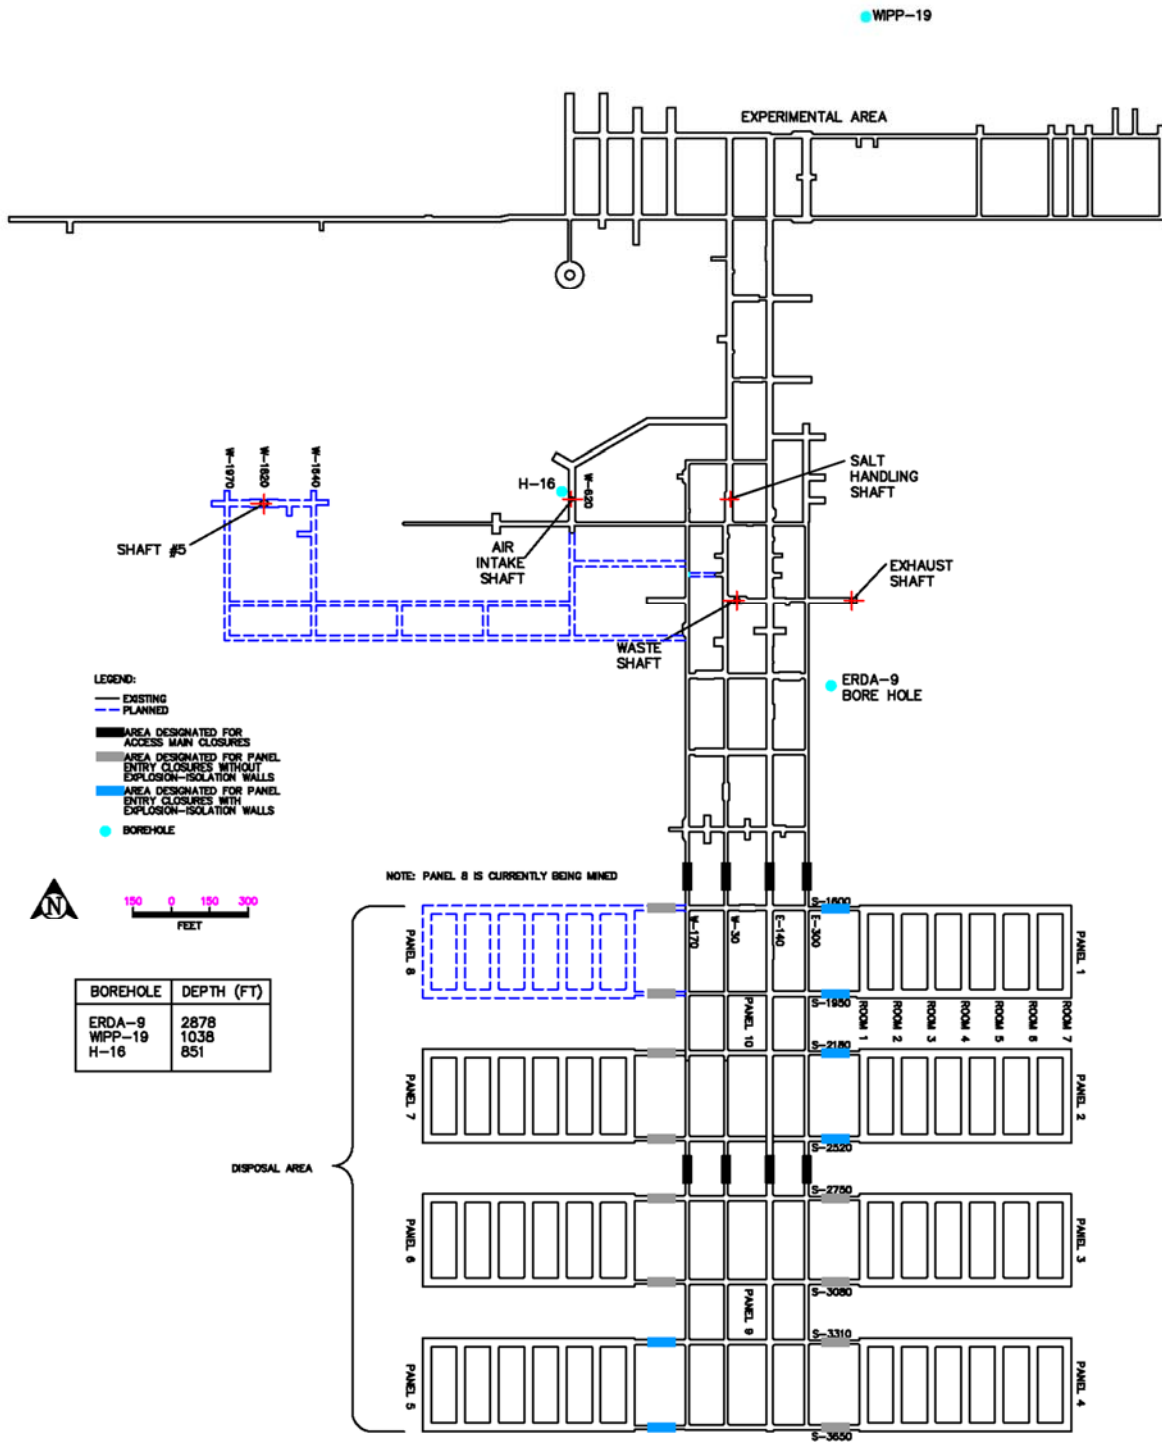 WIPP-19
EXPERIMENTAL AREA
W-1970
W-1820
W-1640
H-16
W-620
SALT
HANDLING
SHAFT
SHAFT #5
AIR
INTAKE
SHAFT
EXHAUST
SHAFT
WASTE
SHAFT
ERDA-9
BORE HOLE
LEGEND:
EXISTING
PLANNED
AREA DESIGNATED FOR
ACCESS MAIN CLOSURES
AREA DESIGNATED FOR PANEL
ENTRY CLOSURES WITHOUT
EXPLOSION-ISOLATION WALLS
AREA DESIGNATED FOR PANEL
ENTRY CLOSURES WITH
EXPLOSION-ISOLATION WALLS
BOREHOLE
NOTE: PANEL 8 IS CURRENTLY BEING MINED
N
150 0 150 300
FEET
BOREHOLE DEPTH (FT)
ERDA-9 2878
WIPP-19 1038
H-16 851
DISPOSAL AREA
S-1600
W-170
W-30
E-140
E-300
PANEL 8
PANEL 1
S-1950
PANEL 10
ROOM 1
ROOM 2
ROOM 3
ROOM 4
ROOM 5
ROOM 6
ROOM 7
S-2180
PANEL 7
PANEL 2
S-2520
S-2750
PANEL 6
PANEL 3
S-3080
PANEL 9
S-3310
PANEL 5
PANEL 4
S-3650